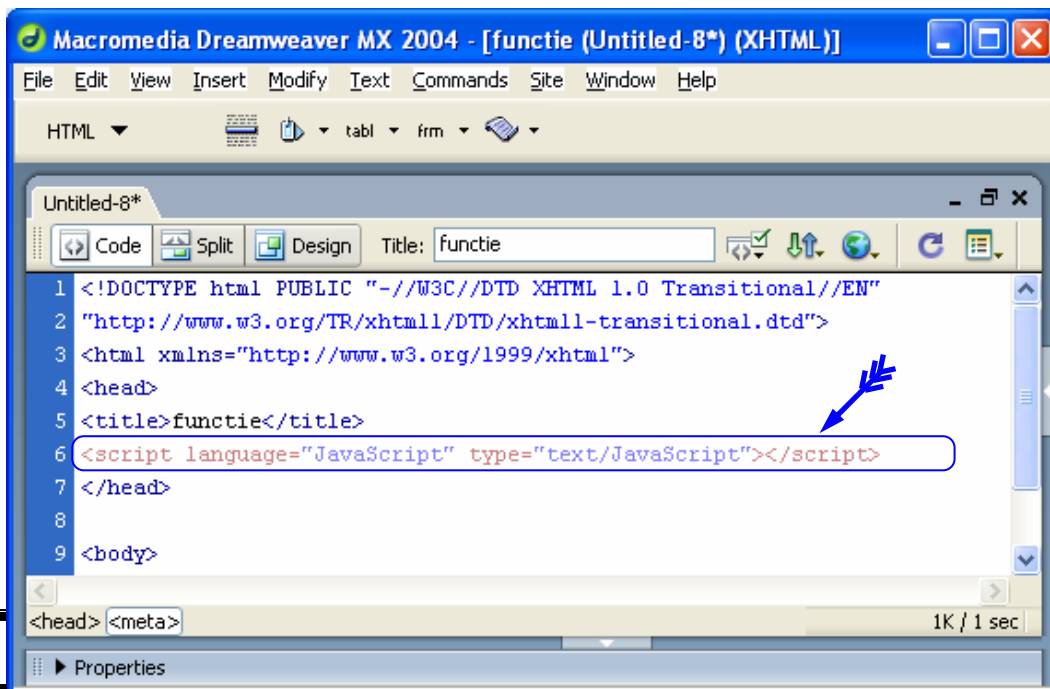 Macromedia Dreamweaver MX 2004 - [functie (Untitled-8*) (XHTML)]
File Edit View Insert Modify Text Commands Site Window Help
HTML tabl frm
Untitled-8*
Code Split Design Title: functie
1 <!DOCTYPE html PUBLIC "-//W3C//DTD XHTML 1.0 Transitional//EN"
2 "http://www.w3.org/TR/xhtml1/DTD/xhtml1-transitional.dtd">
3 <html xmlns="http://www.w3.org/1999/xhtml">
4 <head>
5 <title>functie</title>
6 <script language="JavaScript" type="text/JavaScript"></script>
7 </head>
8
9 <body>
<head> <meta> 1K / 1 sec
Properties